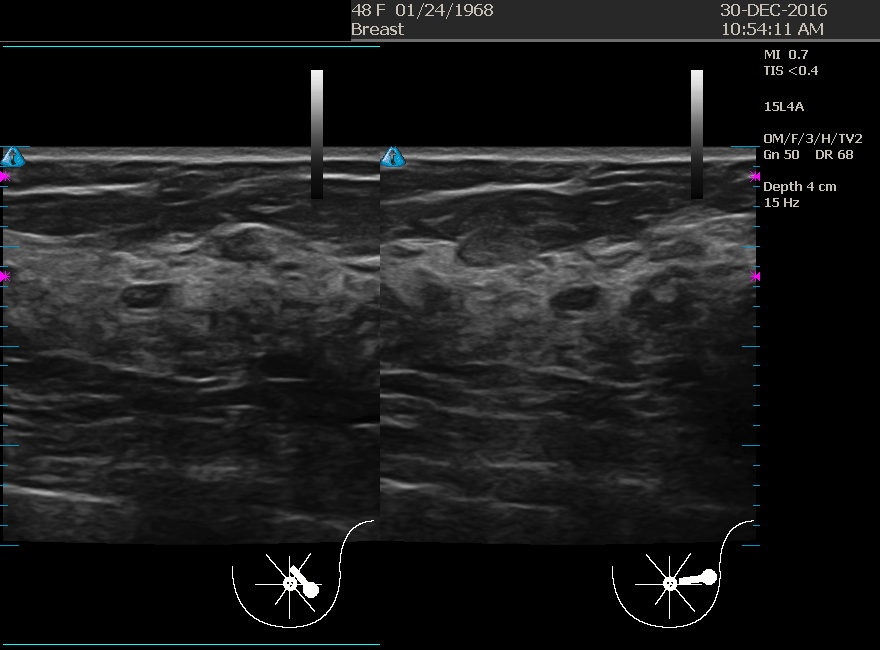 48 F 01/24/1968 30-DEC-2016
Breast 10:54:11 AM
MI 0.7
TIS <0.4
15L4A
OM/F/3/H/TV2
Gn 50 DR 68
Depth 4 cm
15 Hz